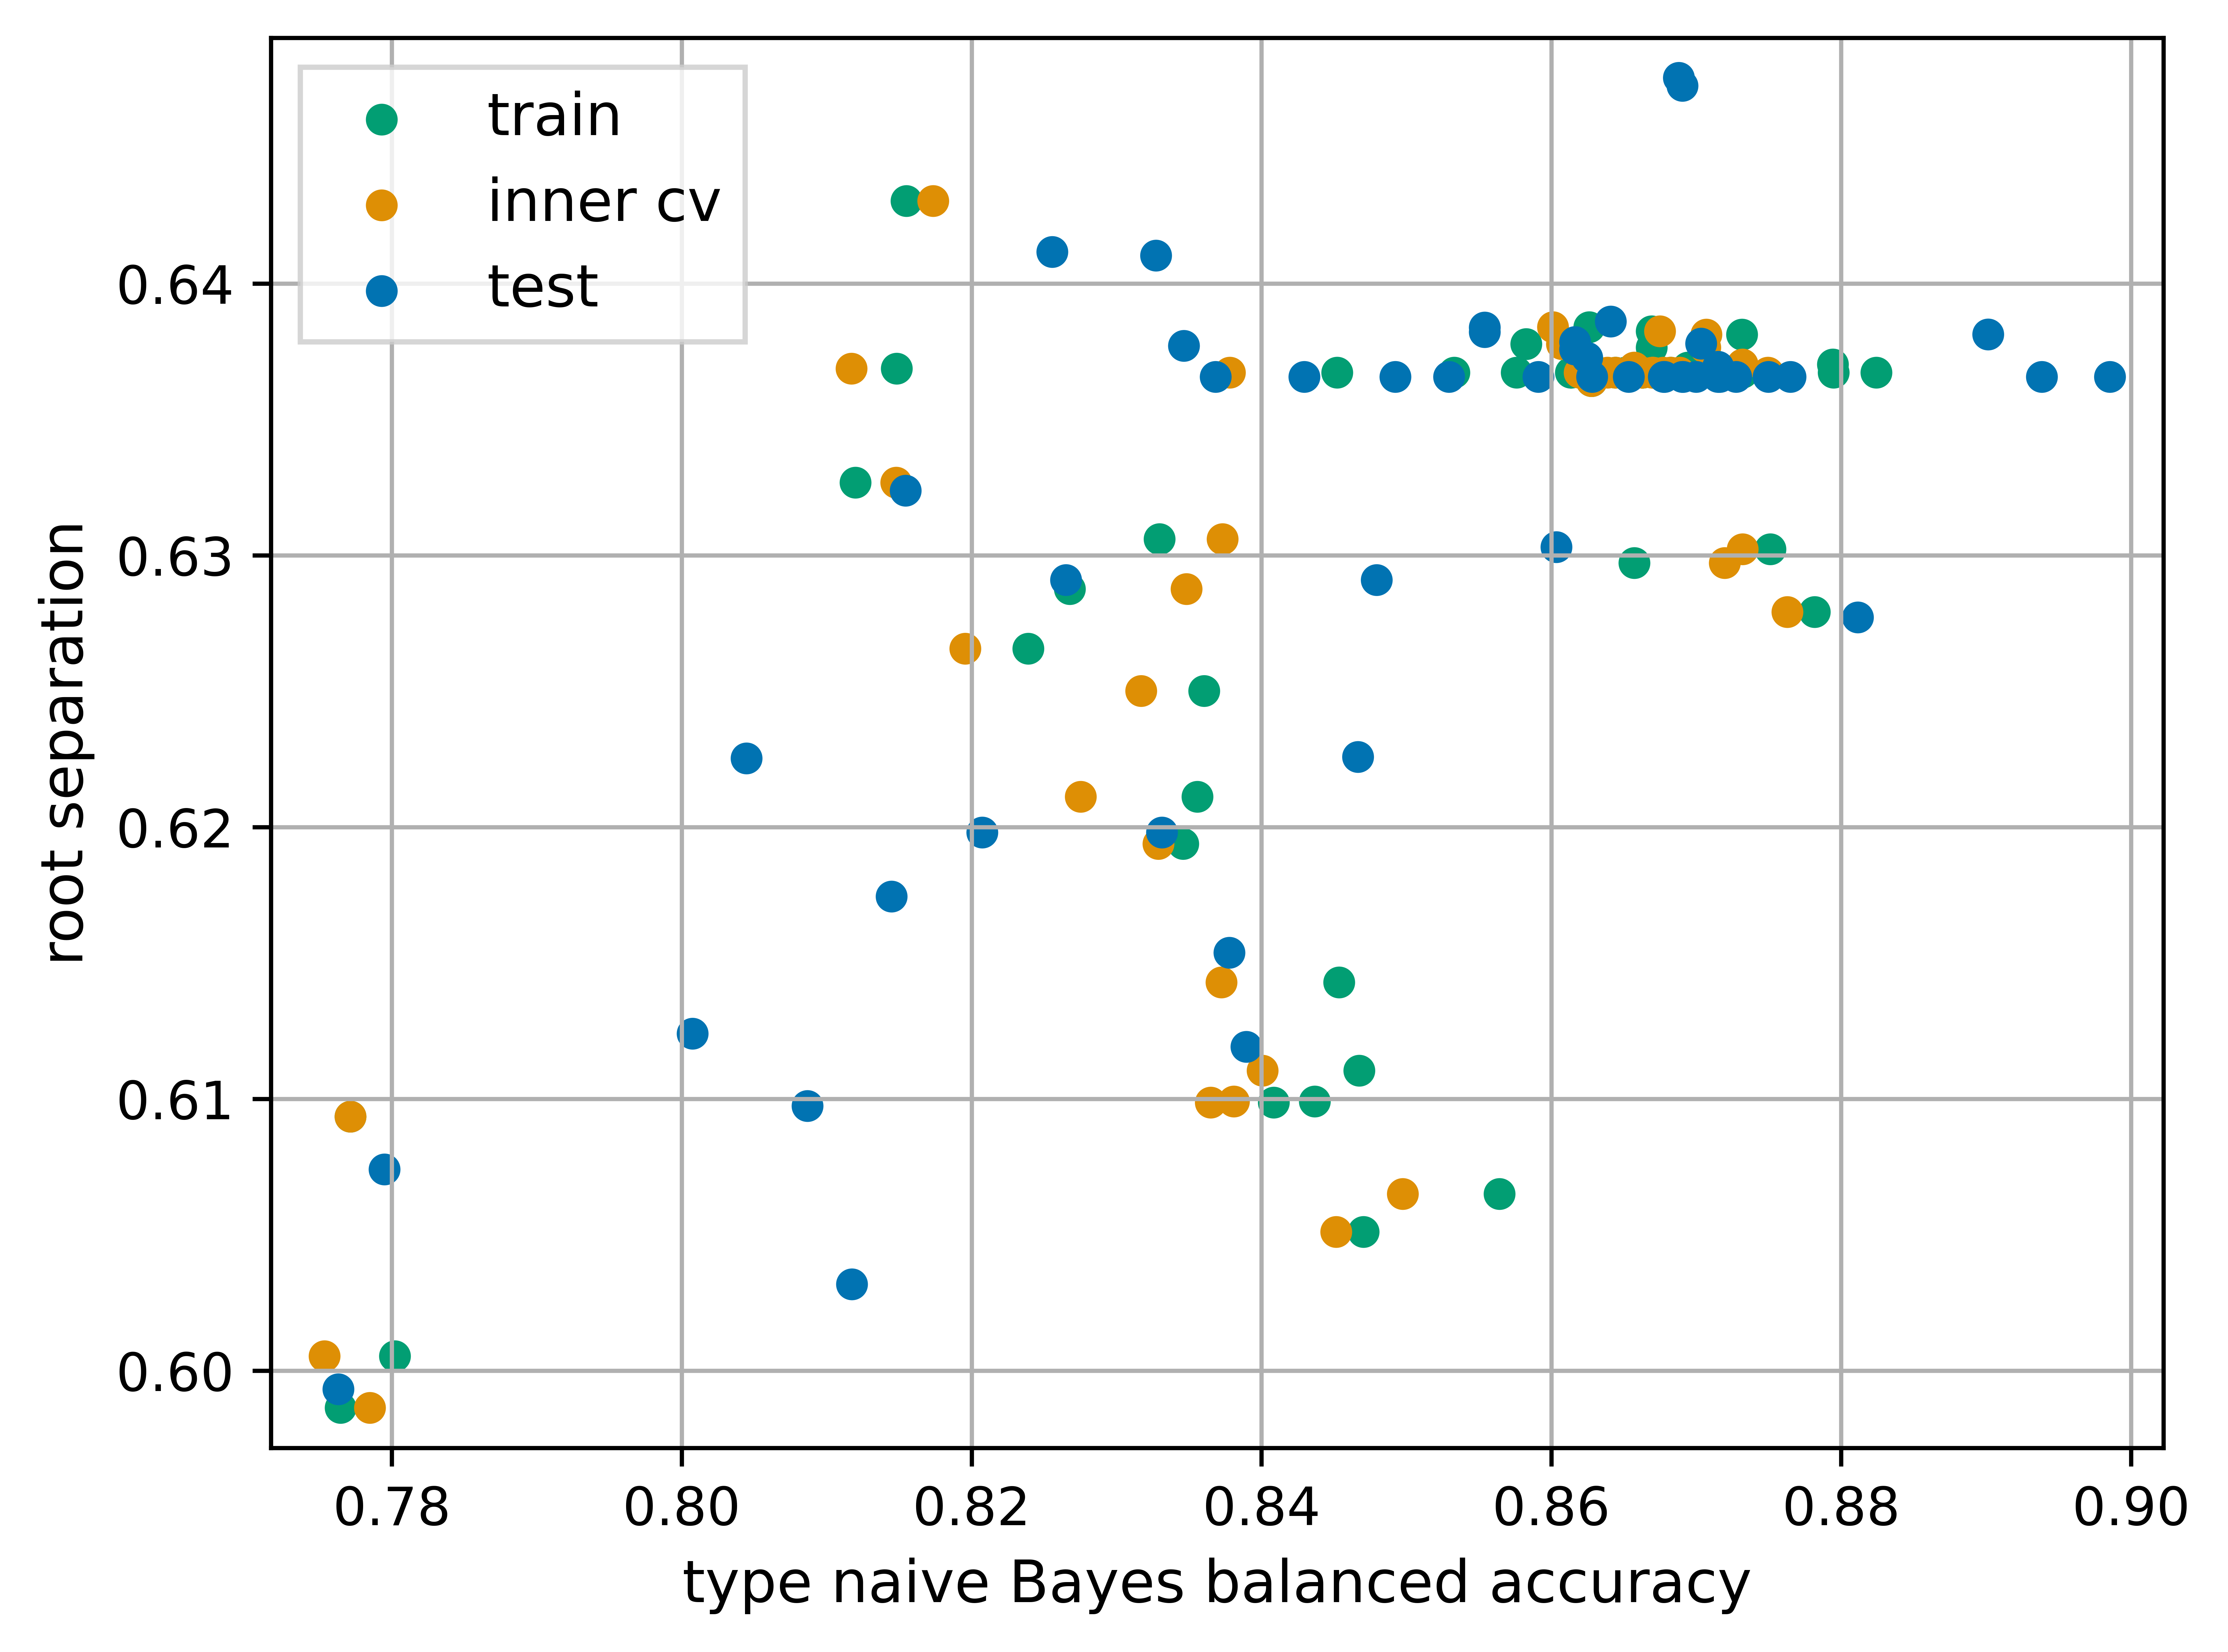 train
inner cv
test
0.64
0.63
0.62
0.61
0.60
root separation
0.78 0.80 0.82 0.84 0.86 0.88 0.90
type naive Bayes balanced accuracy